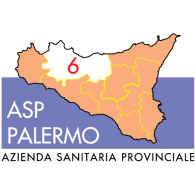 6
ASP
PALERMO
AZIENDA SANITARIA PROVINCIALE